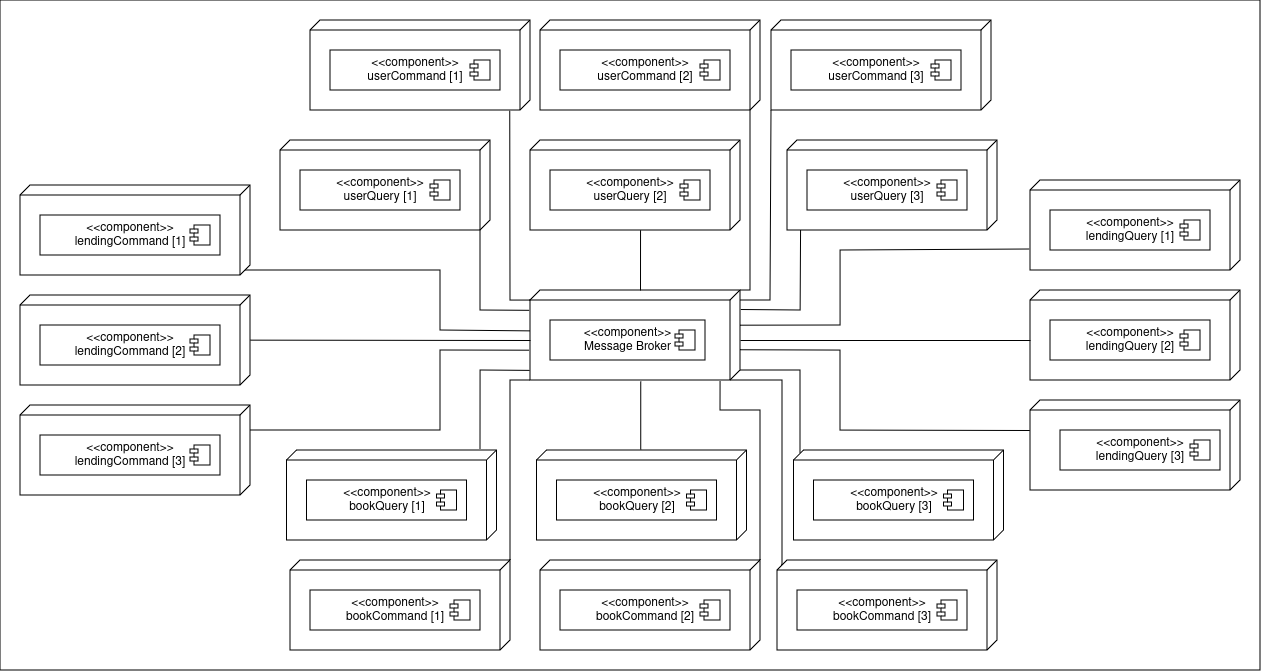 <<component>>
userCommand [1]
<<component>>
userCommand [2]
<<component>>
userCommand [3]
<<component>>
userQuery [1]
<<component>>
userQuery [2]
<<component>>
userQuery [3]
<<component>>
lendingCommand [1]
<<component>>
lendingQuery [1]
<<component>>
lendingCommand [2]
<<component>>
Message Broker
<<component>>
lendingQuery [2]
<<component>>
lendingCommand [3]
<<component>>
lendingQuery [3]
<<component>>
bookQuery [1]
<<component>>
bookQuery [2]
<<component>>
bookQuery [3]
<<component>>
bookCommand [1]
<<component>>
bookCommand [2]
<<component>>
bookCommand [3]